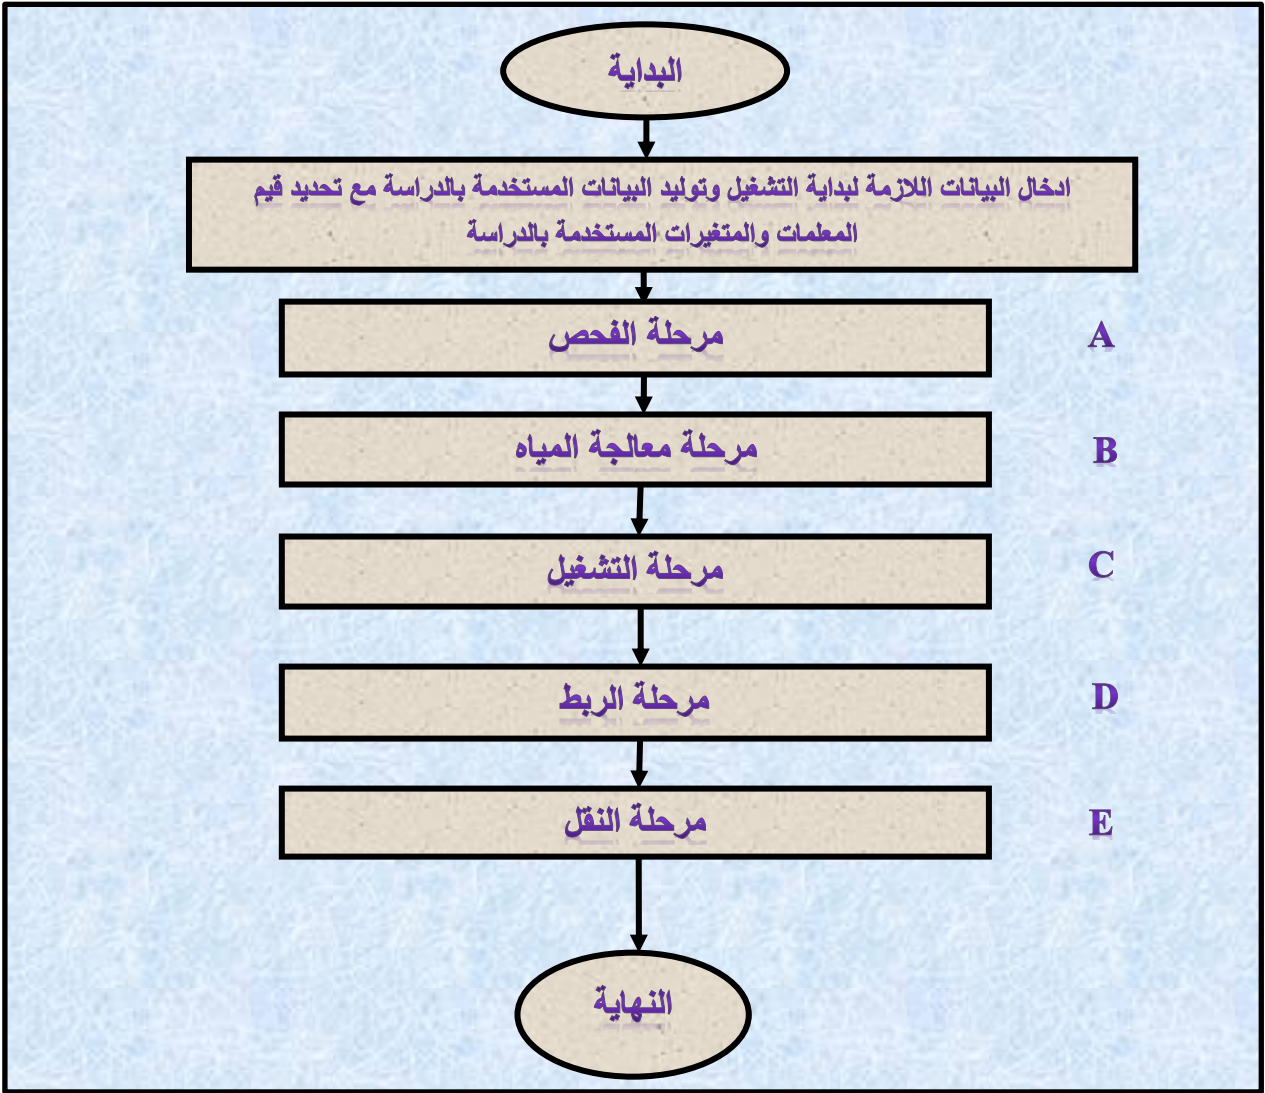 البداية
ادخال البيانات اللازمة لبداية التشغيل وتوليد البيانات المستخدمة بالدراسة مع تحديد قيم
المعلمات والمتغيرات المستخدمة بالدراسة
مرحلة الفحص
A
مرحلة معالجة المياه
B
مرحلة التشغيل
C
مرحلة الربط
D
مرحلة النقل
E
النهاية